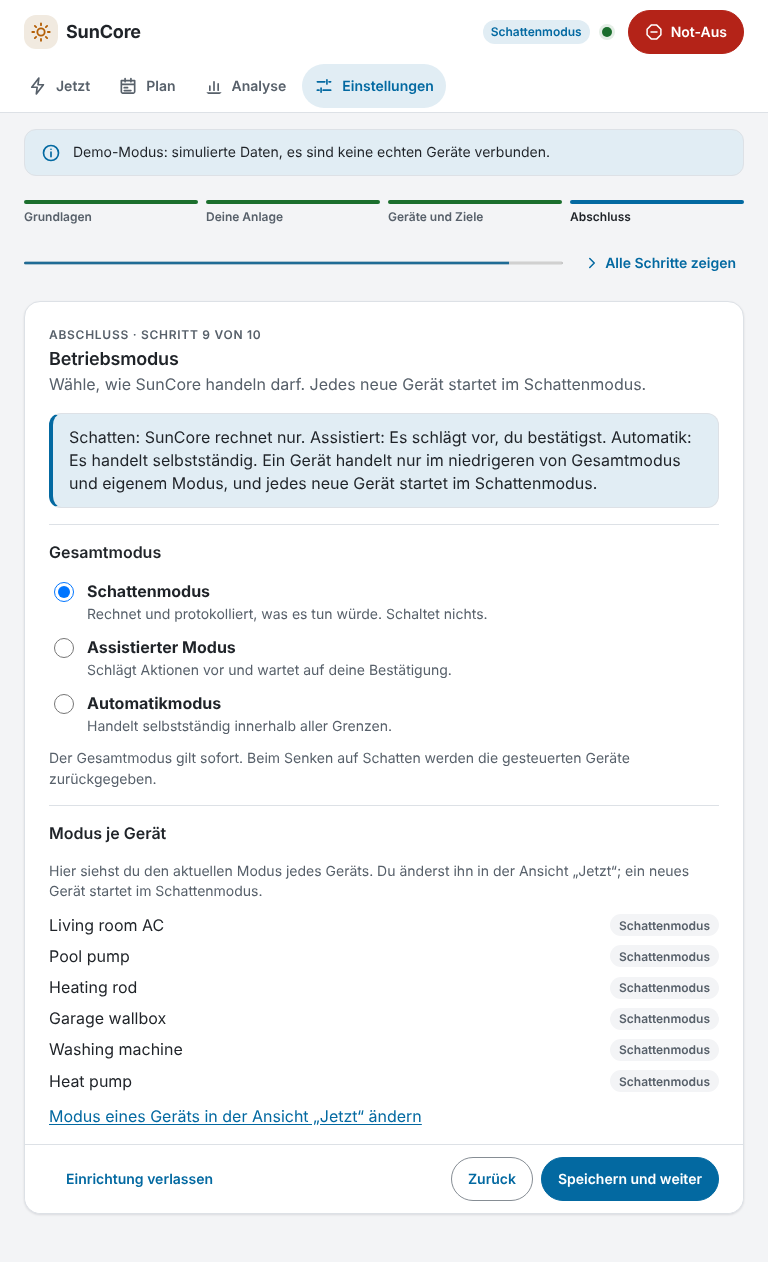 SunCore
Schattenmodus
Not-Aus
Jetzt
Plan
Analyse
Einstellungen
Demo-Modus: simulierte Daten, es sind keine echten Geräte verbunden.
Grundlagen
Deine Anlage
Geräte und Ziele
Abschluss
Alle Schritte zeigen
ABSCHLUSS · SCHRITT 9 VON 10
Betriebsmodus
Wähle, wie SunCore handeln darf. Jedes neue Gerät startet im Schattenmodus.
Schatten: SunCore rechnet nur. Assistiert: Es schlägt vor, du bestätigst. Automatik:
Es handelt selbstständig. Ein Gerät handelt nur im niedrigeren von Gesamtmodus
und eigenem Modus, und jedes neue Gerät startet im Schattenmodus.
Gesamtmodus
Schattenmodus
Rechnet und protokolliert, was es tun würde. Schaltet nichts.
Assistierter Modus
Schlägt Aktionen vor und wartet auf deine Bestätigung.
Automatikmodus
Handelt selbstständig innerhalb aller Grenzen.
Der Gesamtmodus gilt sofort. Beim Senken auf Schatten werden die gesteuerten Geräte
zurückgegeben.
Modus je Gerät
Hier siehst du den aktuellen Modus jedes Geräts. Du änderst ihn in der Ansicht „Jetzt“; ein neues
Gerät startet im Schattenmodus.
Living room AC Schattenmodus
Pool pump Schattenmodus
Heating rod Schattenmodus
Garage wallbox Schattenmodus
Washing machine Schattenmodus
Heat pump Schattenmodus
Modus eines Geräts in der Ansicht „Jetzt“ ändern
Einrichtung verlassen
Zurück
Speichern und weiter